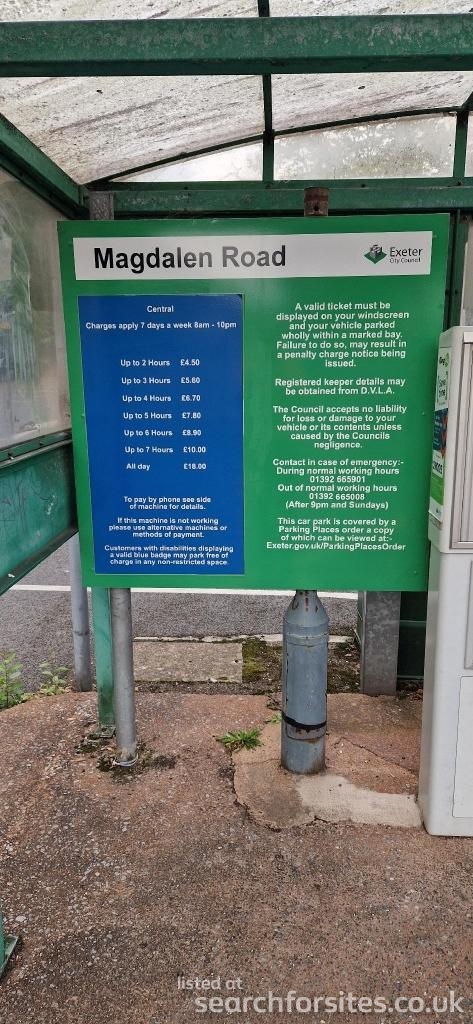 Magdalen Road
Exeter
City Council
Central
Charges apply 7 days a week 8am - 10pm
Up to 2 Hours £4.50
Up to 3 Hours £5.60
Up to 4 Hours £6.70
Up to 5 Hours £7.80
Up to 6 Hours £8.90
Up to 7 Hours £10.00
All day £18.00
To pay by phone see side
of machine for details.
If this machine is not working
please use alternative machines or
methods of payment.
Customers with disabilities displaying
a valid blue badge may park free of
charge in any non-restricted space.
A valid ticket must be
displayed on your windscreen
and your vehicle parked
wholly within a marked bay.
Failure to do so, may result in
a penalty charge notice being
issued.
Registered keeper details may
be obtained from D.V.L.A.
The Council accepts no liability
for loss or damage to your
vehicle or its contents unless
caused by the Councils
negligence.
Contact in case of emergency:-
During normal working hours
01392 665901
Out of normal working hours
01392 665008
(After 9pm and Sundays)
This car park is covered by a
Parking Places order a copy
of which can be viewed at:-
Exeter.gov.uk/ParkingPlacesOrder
listed at
searchforsites.co.uk